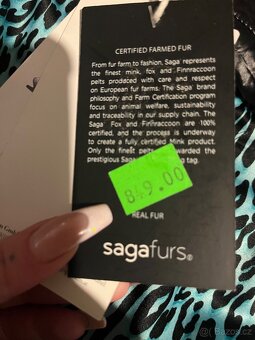 CERTIFIED FARMED FUR
From fur farm to fashion, Saga represents
the finest mink, fox and Finnraccoon
pelts produced with care and respect
on European fur farms. The Saga brand
philosophy and Farm Certification program
focus on animal welfare, sustainability
and traceability in our supply chain. The
Saga Fox and Finnraccoon are 100%
certified, and the process is underway
to create a fully certified Mink product.
Only the finest pelts warded the
prestigious Saga ng tag.
849.00
REAL FUR
sagafurs®
Bazoš.cz